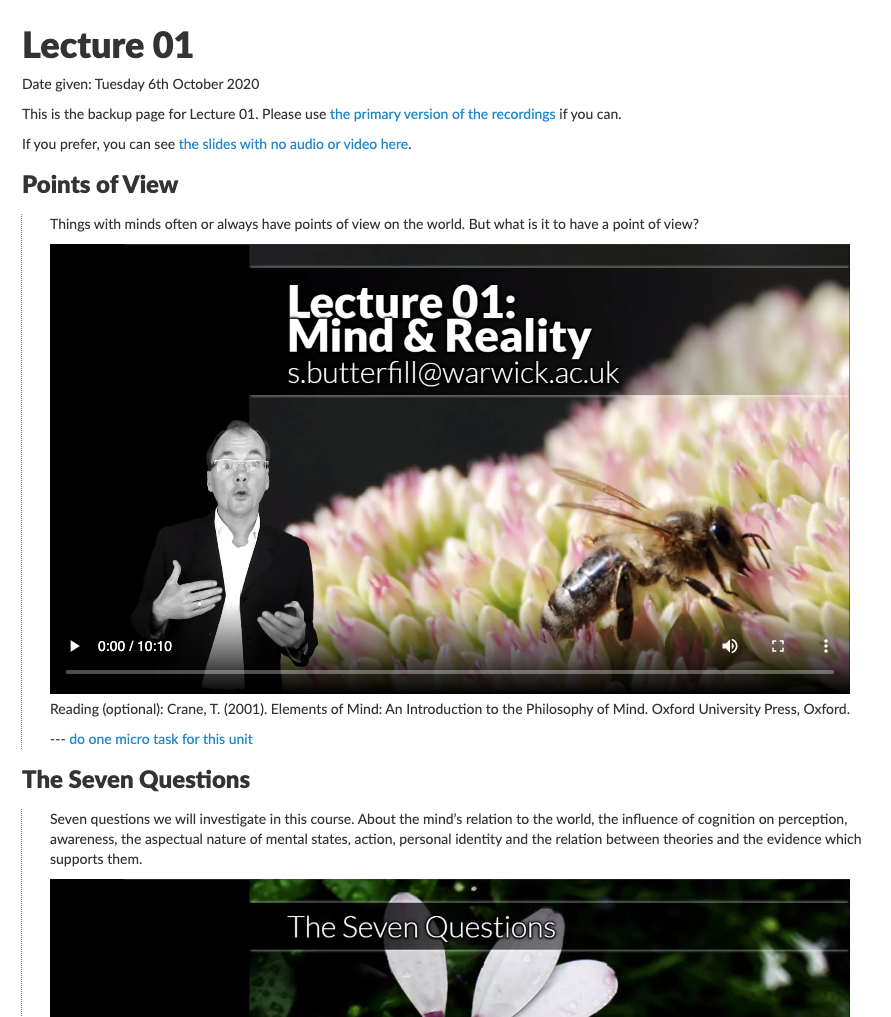 Lecture 01
Date given: Tuesday 6th October 2020
This is the backup page for Lecture 01. Please use the primary version of the recordings if you can.
If you prefer, you can see the slides with no audio or video here.
Points of View
Things with minds often or always have points of view on the world. But what is it to have a point of view?
Lecture 01:
Mind & Reality
s.butterfill@warwick.ac.uk
0:00 / 10:10
Reading (optional): Crane, T. (2001). Elements of Mind: An Introduction to the Philosophy of Mind. Oxford University Press, Oxford.
--- do one micro task for this unit
The Seven Questions
Seven questions we will investigate in this course. About the mind’s relation to the world, the influence of cognition on perception,
awareness, the aspectual nature of mental states, action, personal identity and the relation between theories and the evidence which
supports them.
The Seven Questions